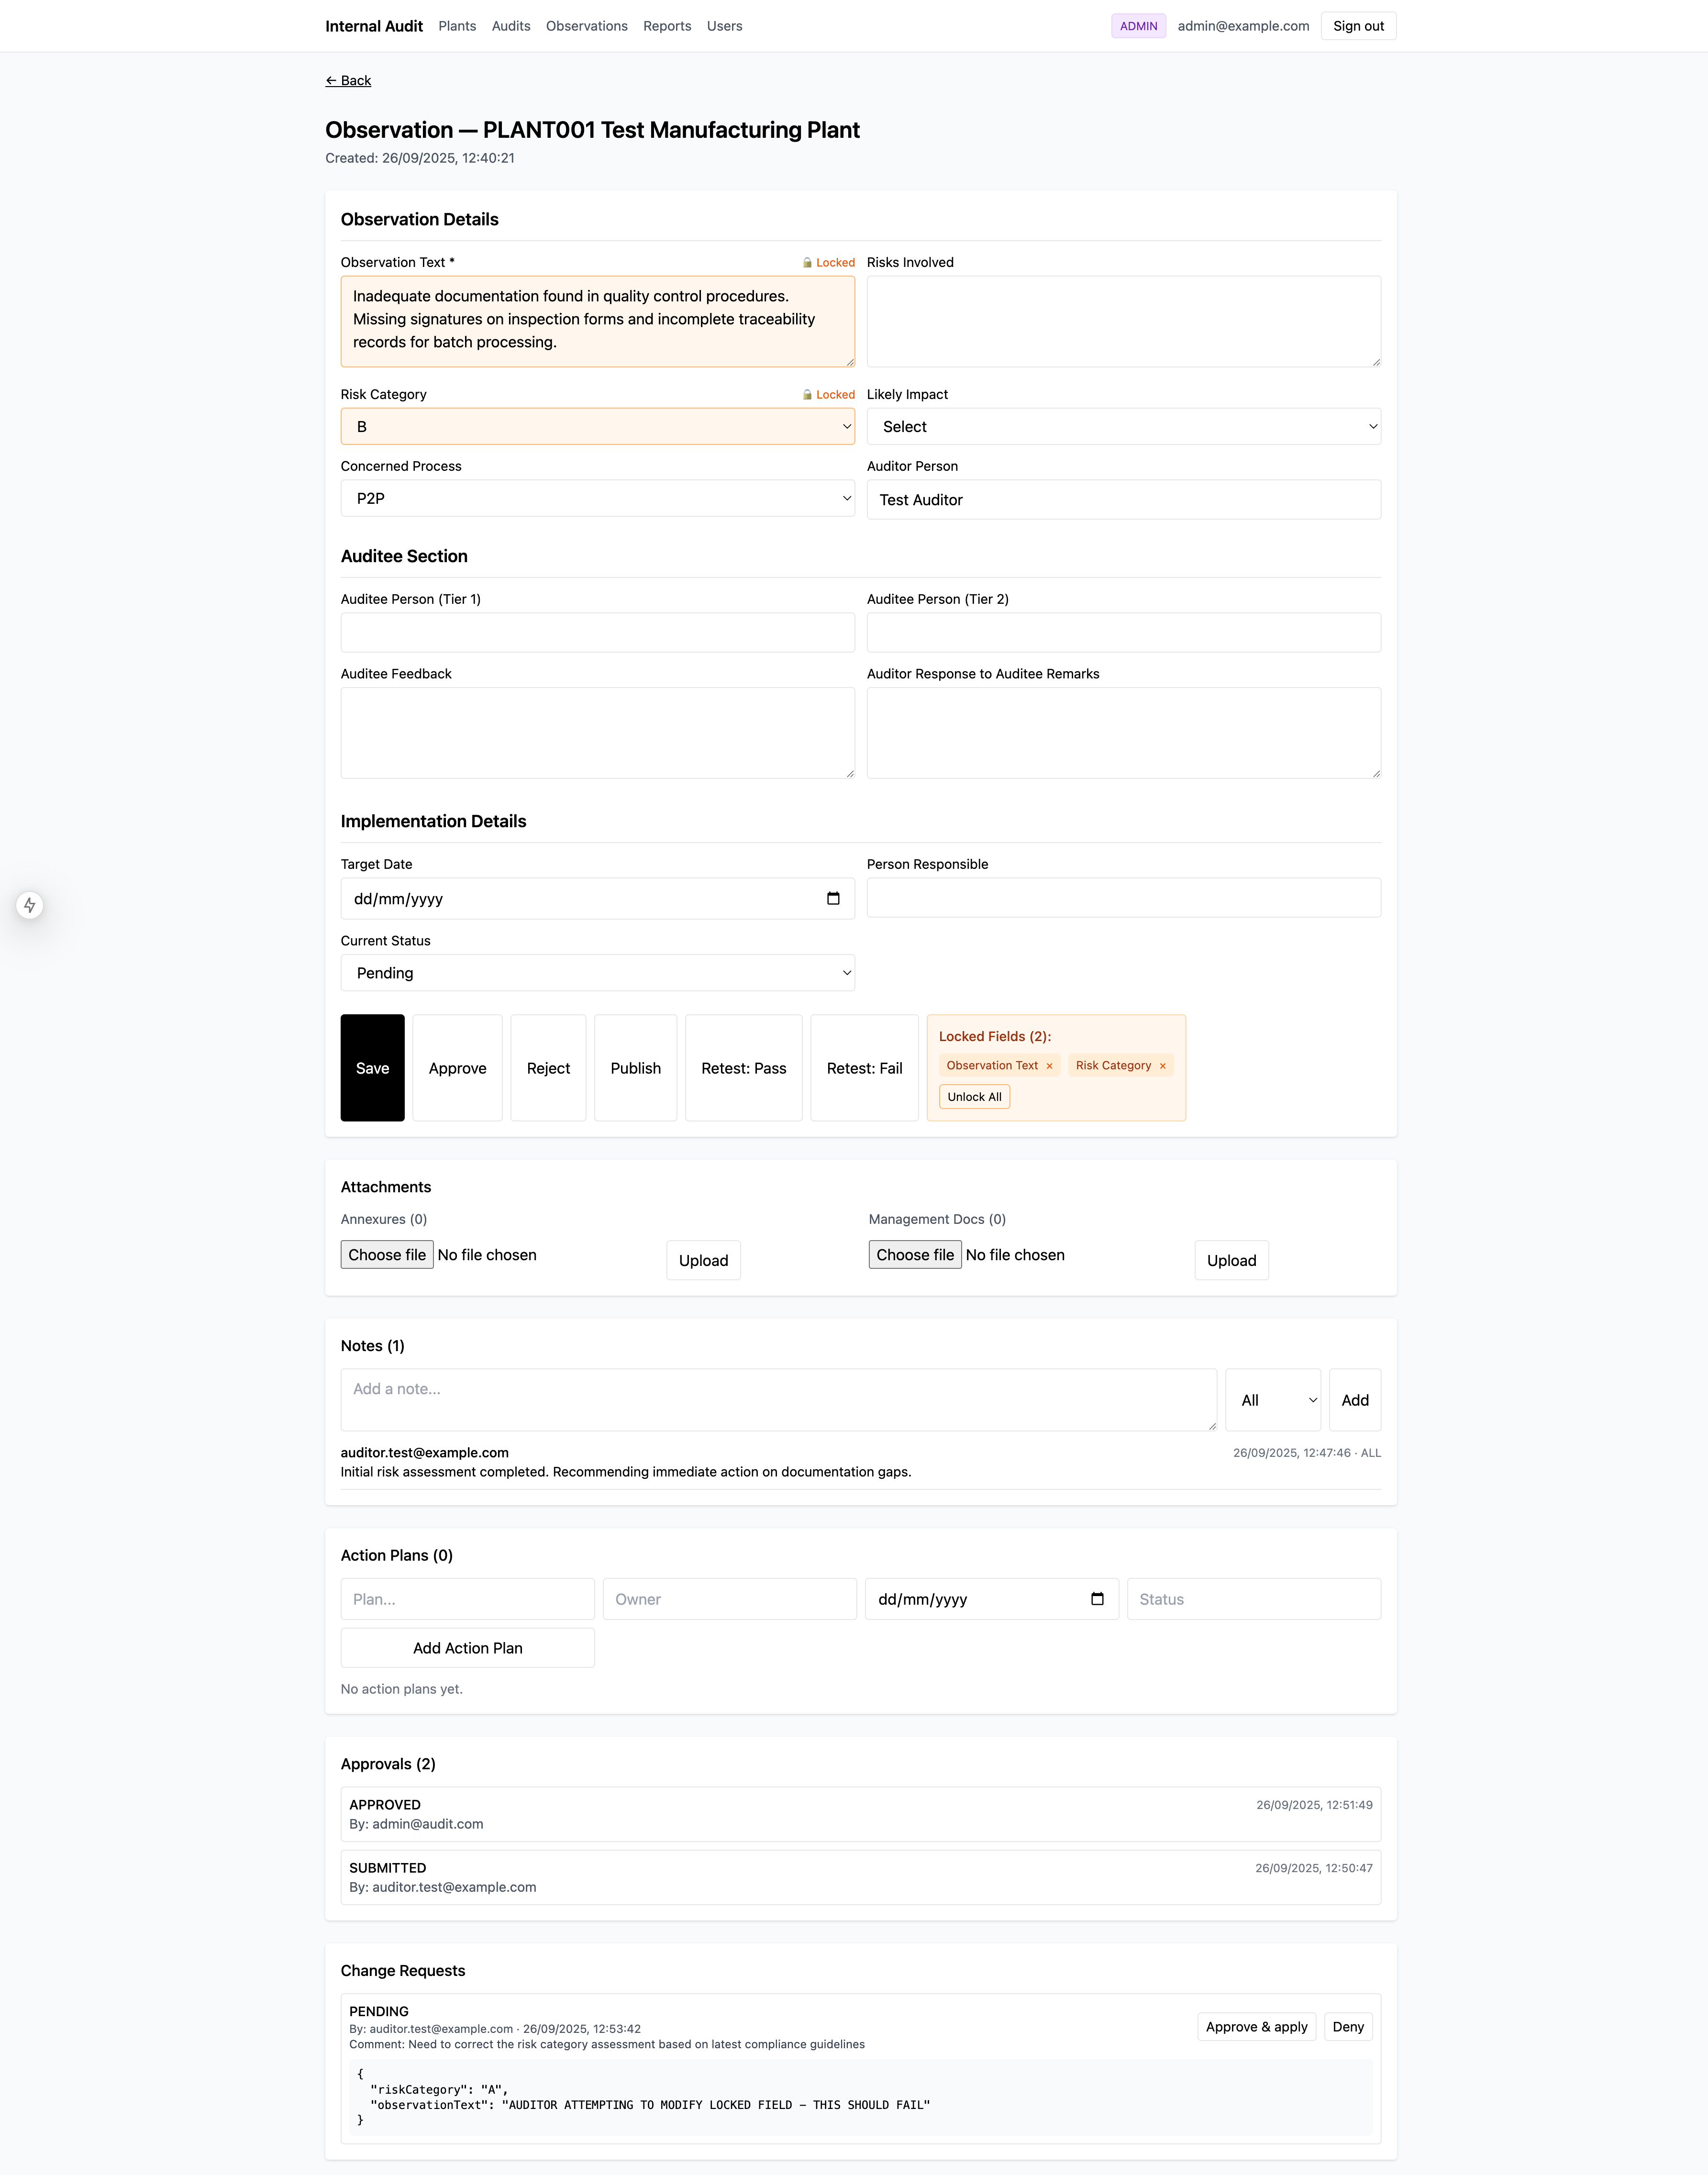 Internal Audit Plants Audits Observations Reports Users ADMIN admin@example.com Sign out
← Back
Observation — PLANT001 Test Manufacturing Plant
Created: 26/09/2025, 12:40:21
Observation Details
Observation Text * 🔒 Locked
Inadequate documentation found in quality control procedures.
Missing signatures on inspection forms and incomplete traceability
records for batch processing.
Risks Involved
Risk Category 🔒 Locked
B
Likely Impact
Select
Concerned Process
P2P
Auditor Person
Test Auditor
Auditee Section
Auditee Person (Tier 1)
Auditee Person (Tier 2)
Auditee Feedback
Auditor Response to Auditee Remarks
Implementation Details
Target Date
dd/mm/yyyy
Person Responsible
Current Status
Pending
Save Approve Reject Publish Retest: Pass Retest: Fail
Locked Fields (2):
Observation Text × Risk Category ×
Unlock All
Attachments
Annexures (0)
Choose file No file chosen Upload
Management Docs (0)
Choose file No file chosen Upload
Notes (1)
Add a note... All Add
auditor.test@example.com 26/09/2025, 12:47:46 · ALL
Initial risk assessment completed. Recommending immediate action on documentation gaps.
Action Plans (0)
Plan... Owner dd/mm/yyyy Status
Add Action Plan
No action plans yet.
Approvals (2)
APPROVED 26/09/2025, 12:51:49
By: admin@audit.com
SUBMITTED 26/09/2025, 12:50:47
By: auditor.test@example.com
Change Requests
PENDING
By: auditor.test@example.com · 26/09/2025, 12:53:42
Comment: Need to correct the risk category assessment based on latest compliance guidelines
Approve & apply Deny
{
"riskCategory": "A",
"observationText": "AUDITOR ATTEMPTING TO MODIFY LOCKED FIELD – THIS SHOULD FAIL"
}